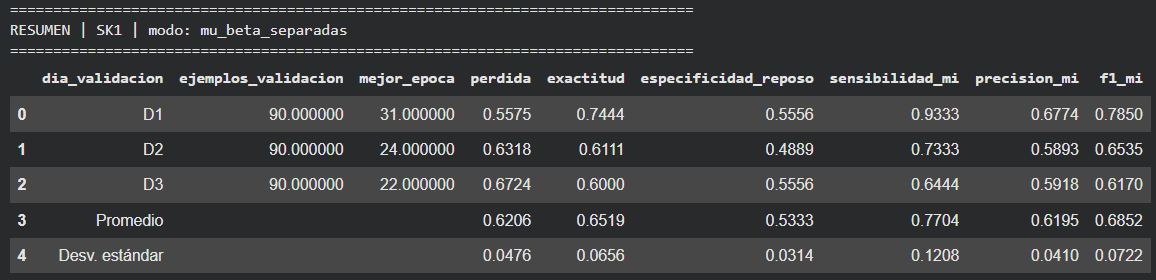 ================================================================================
RESUMEN | SK1 | modo: mu_beta_separadas
================================================================================
dia_validacion ejemplos_validacion mejor_epoca perdida exactitud especificidad_reposo sensibilidad_mi precision_mi f1_mi
0 D1 90.000000 31.000000 0.5575 0.7444 0.5556 0.9333 0.6774 0.7850
1 D2 90.000000 24.000000 0.6318 0.6111 0.4889 0.7333 0.5893 0.6535
2 D3 90.000000 22.000000 0.6724 0.6000 0.5556 0.6444 0.5918 0.6170
3 Promedio 0.6206 0.6519 0.5333 0.7704 0.6195 0.6852
4 Desv. estándar 0.0476 0.0656 0.0314 0.1208 0.0410 0.0722